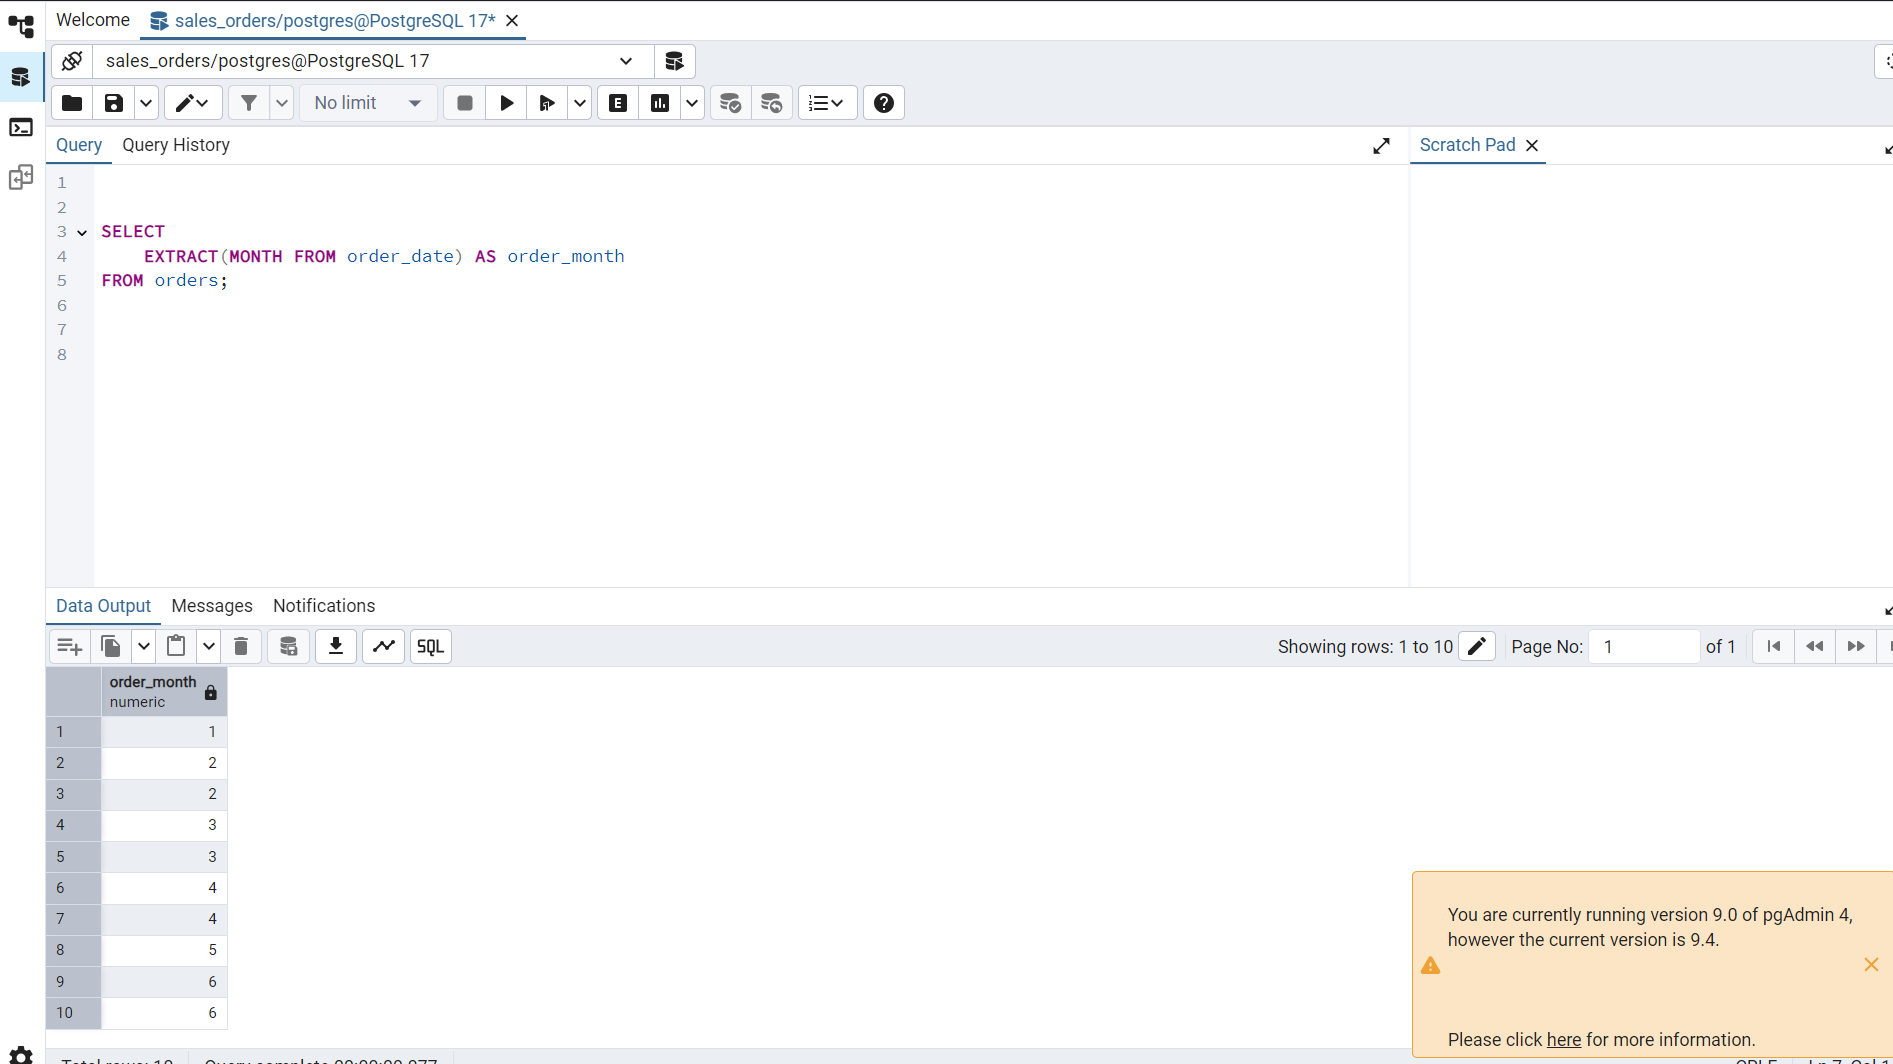 Welcome
sales_orders/postgres@PostgreSQL 17*
sales_orders/postgres@PostgreSQL 17
No limit
E
Query
Query History
Scratch Pad
1
2
3 SELECT
4 EXTRACT(MONTH FROM order_date) AS order_month
5 FROM orders;
6
7
8
Data Output
Messages
Notifications
SQL
Showing rows: 1 to 10
Page No: 1 of 1
order_month
numeric
1 1
2 2
3 2
4 3
5 3
6 4
7 4
8 5
9 6
10 6
You are currently running version 9.0 of pgAdmin 4,
however the current version is 9.4.
Please click here for more information.